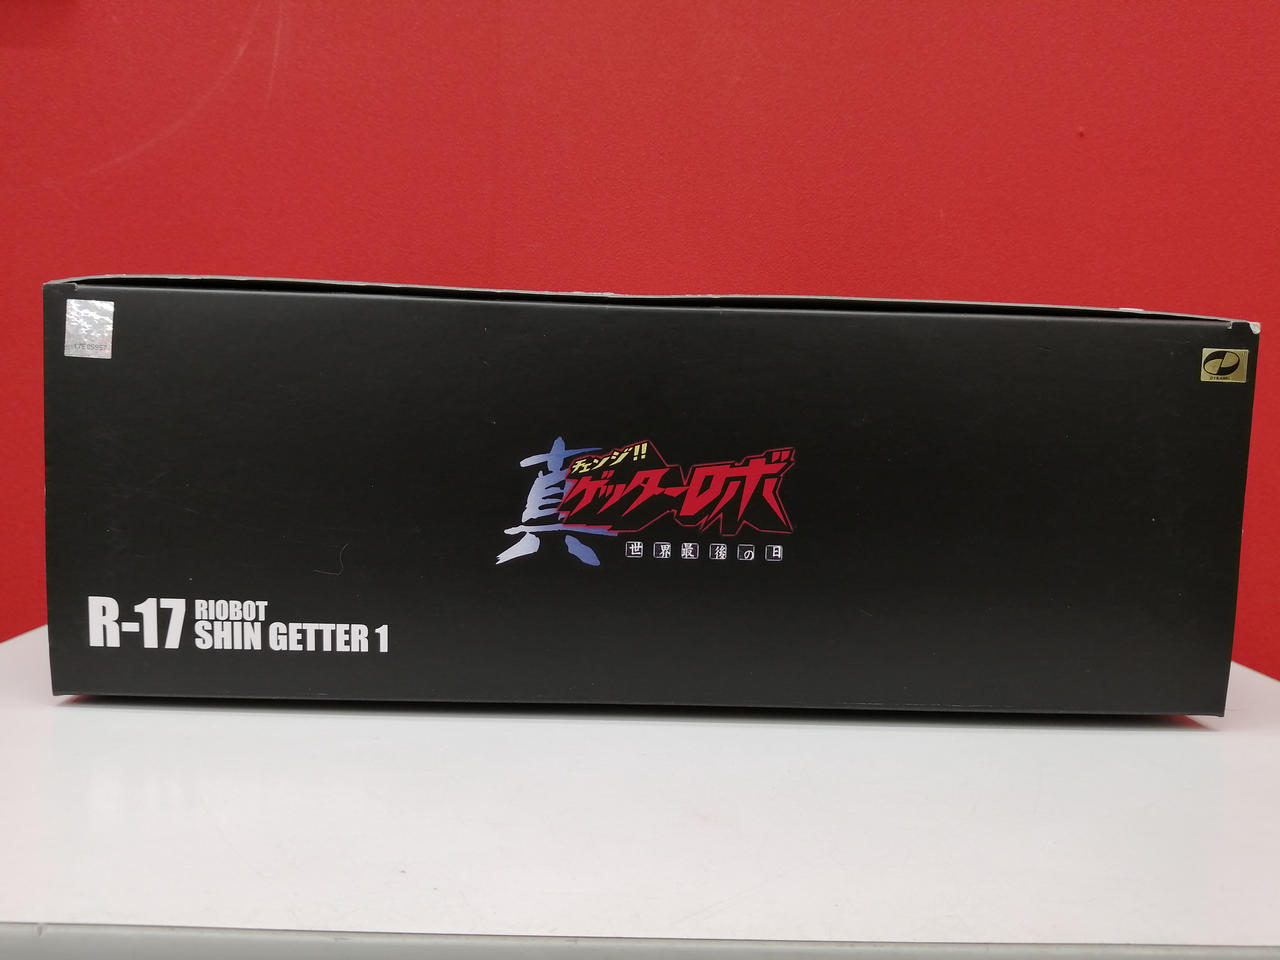 真
チェンジ!!
ゲッターロボ
世界最後の日
R-17 RIOBOT
SHIN GETTER 1